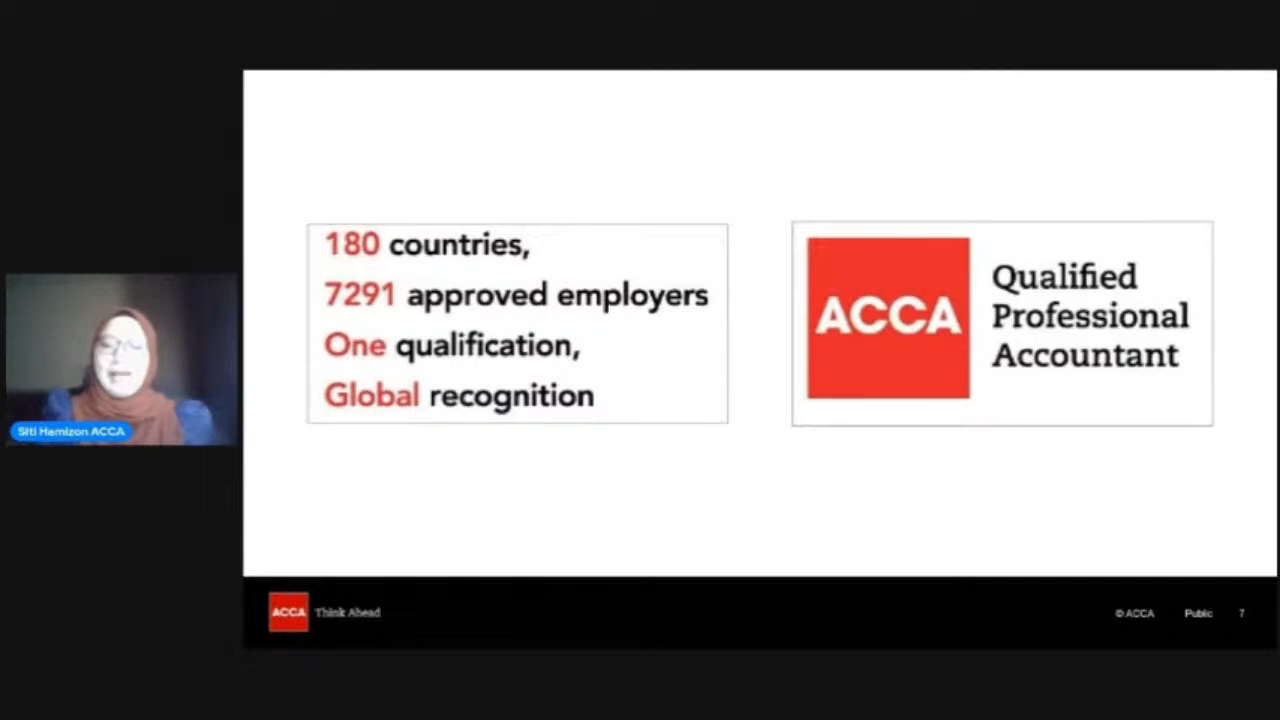 180 countries,
7291 approved employers
One qualification,
Global recognition
ACCA
Qualified
Professional
Accountant
Siti Hamizon ACCA
ACCA Think Ahead
© ACCA Public 7